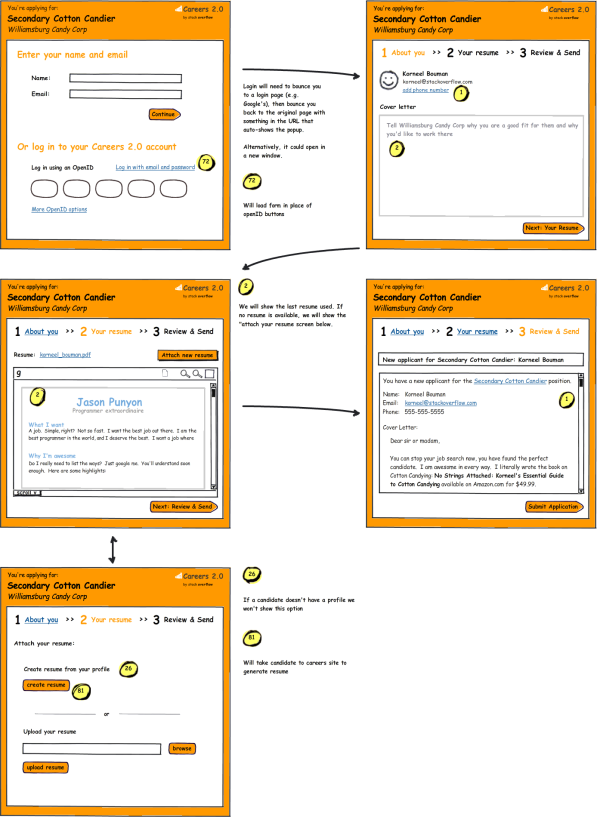 You're applying for:
Secondary Cotton Candier
Williamsburg Candy Corp
Careers 2.0
by stack overflow
Enter your name and email
Name:
Email:
Continue
Or log in to your Careers 2.0 account
72
Log in using an OpenID
Log in with email and password
More OpenID options
Login will need to bounce you
to a login page (e.g.
Google's), then bounce you
back to the original page with
something in the URL that
auto-shows the popup.
Alternatively, it could open in
a new window.
72
Will load form in place of
openID buttons
You're applying for:
Secondary Cotton Candier
Williamsburg Candy Corp
Careers 2.0
by stack overflow
1 About you >> 2 Your resume >> 3 Review & Send
Korneel Bouman
korneel@stackoverflow.com
add phone number
1
Cover letter
Tell Williamsburg Candy Corp why you are a good fit for them and why
you'd like to work there
2
Next: Your Resume
You're applying for:
Secondary Cotton Candier
Williamsburg Candy Corp
Careers 2.0
by stack overflow
1 About you >> 2 Your resume >> 3 Review & Send
Resume: korneel_bouman.pdf
Attach new resume
g
2
Jason Punyon
Programmer extraordinaire
What I want
A job. Simple, right? Not so fast. I want the best job out there. I am the
best programmer in the world, and I deserve the best. I want a job where
Why I'm awesome
Do I really need to list the ways? Just google me. You'll understand soon
enough. Here are some highlights:
scroll v
Next: Review & Send
2
We will show the last resume used. If
no resume is available, we will show the
"attach your resume screen below.
You're applying for:
Secondary Cotton Candier
Williamsburg Candy Corp
Careers 2.0
by stack overflow
1 About you >> 2 Your resume >> 3 Review & Send
New applicant for Secondary Cotton Candier: Korneel Bouman
You have a new applicant for the Secondary Cotton Candier position.
Name: Korneel Bouman
Email: korneel@stackoverflow.com
Phone: 555-555-5555
1
Cover Letter:
Dear sir or madam,
You can stop your job search now, you have found the perfect
candidate. I am awesome in every way. I literally wrote the book on
Cotton Candying: No Strings Attached: Korneel's Essential Guide
to Cotton Candying available on Amazon.com for $49.99.
Submit Application
You're applying for:
Secondary Cotton Candier
Williamsburg Candy Corp
Careers 2.0
by stack overflow
1 About you >> 2 Your resume >> 3 Review & Send
Attach your resume:
Create resume from your profile
26
create resume
81
or
Upload your resume
browse
upload resume
26
If a candidate doesn't have a profile we
won't show this option
81
Will take candidate to careers site to
generate resume